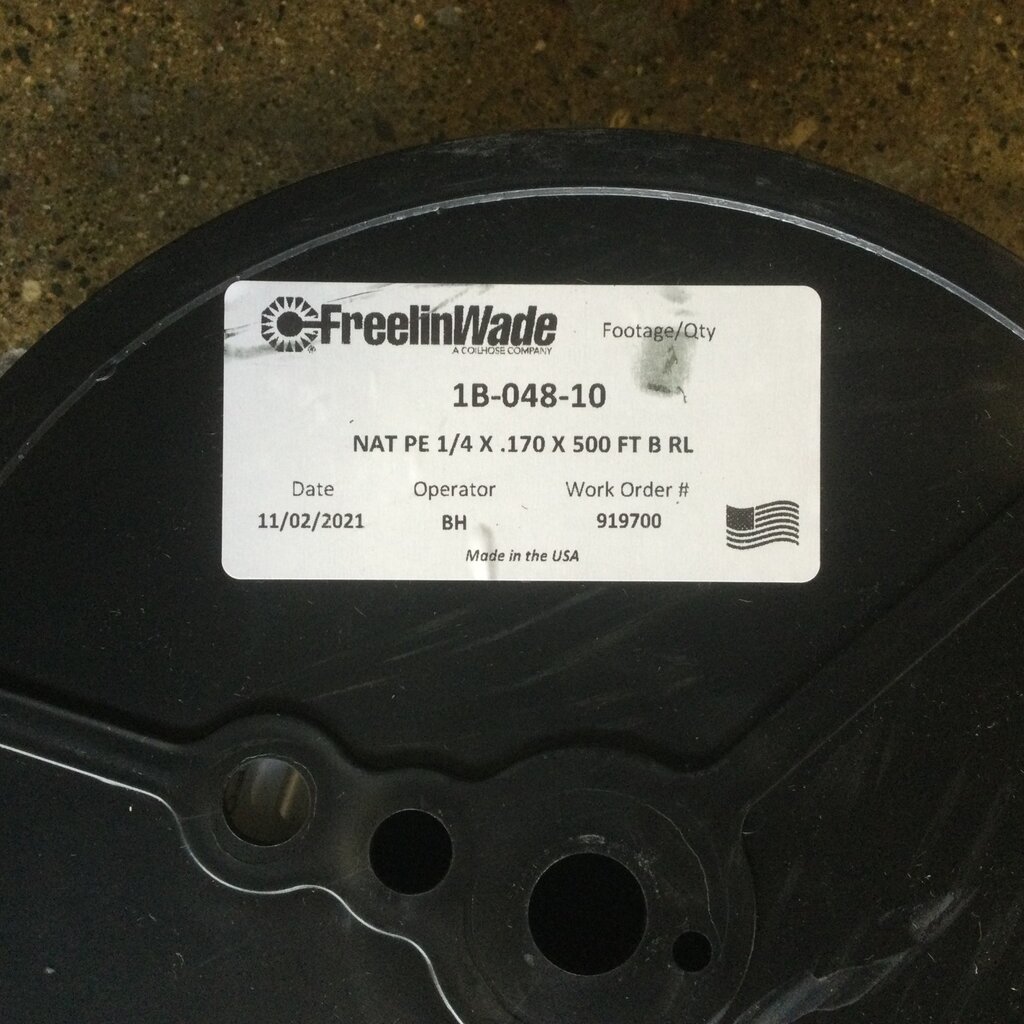 FreelinWade
A COILHOSE COMPANY
Footage/Qty
1B-048-10
NAT PE 1/4 X .170 X 500 FT B RL
Date Operator Work Order #
11/02/2021 BH 919700
Made in the USA